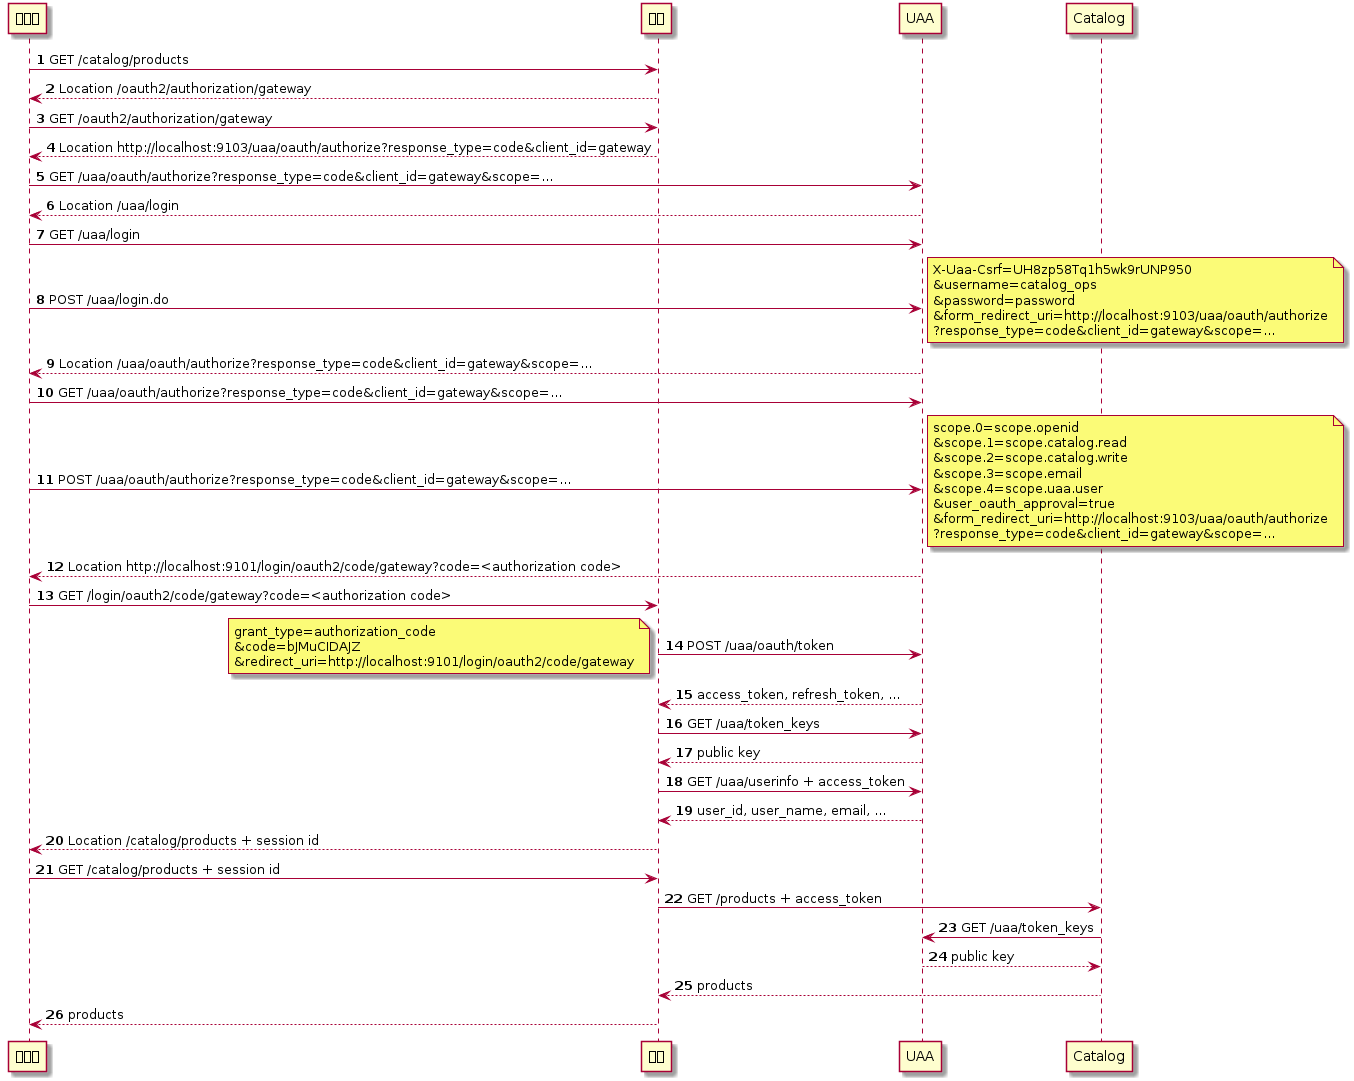 UAA
Catalog
1 GET /catalog/products
2 Location /oauth2/authorization/gateway
3 GET /oauth2/authorization/gateway
4 Location http://localhost:9103/uaa/oauth/authorize?response_type=code&client_id=gateway
5 GET /uaa/oauth/authorize?response_type=code&client_id=gateway&scope=...
6 Location /uaa/login
7 GET /uaa/login
X-Uaa-Csrf=UH8zp58Tq1h5wk9rUNP950
&username=catalog_ops
&password=password
&form_redirect_uri=http://localhost:9103/uaa/oauth/authorize
?response_type=code&client_id=gateway&scope=...
8 POST /uaa/login.do
9 Location /uaa/oauth/authorize?response_type=code&client_id=gateway&scope=...
10 GET /uaa/oauth/authorize?response_type=code&client_id=gateway&scope=...
scope.0=scope.openid
&scope.1=scope.catalog.read
&scope.2=scope.catalog.write
&scope.3=scope.email
&scope.4=scope.uaa.user
&user_oauth_approval=true
&form_redirect_uri=http://localhost:9103/uaa/oauth/authorize
?response_type=code&client_id=gateway&scope=...
11 POST /uaa/oauth/authorize?response_type=code&client_id=gateway&scope=...
12 Location http://localhost:9101/login/oauth2/code/gateway?code=<authorization code>
13 GET /login/oauth2/code/gateway?code=<authorization code>
grant_type=authorization_code
&code=bJMuCIDAJZ
&redirect_uri=http://localhost:9101/login/oauth2/code/gateway
14 POST /uaa/oauth/token
15 access_token, refresh_token, ...
16 GET /uaa/token_keys
17 public key
18 GET /uaa/userinfo + access_token
19 user_id, user_name, email, ...
20 Location /catalog/products + session id
21 GET /catalog/products + session id
22 GET /products + access_token
23 GET /uaa/token_keys
24 public key
25 products
26 products
UAA
Catalog